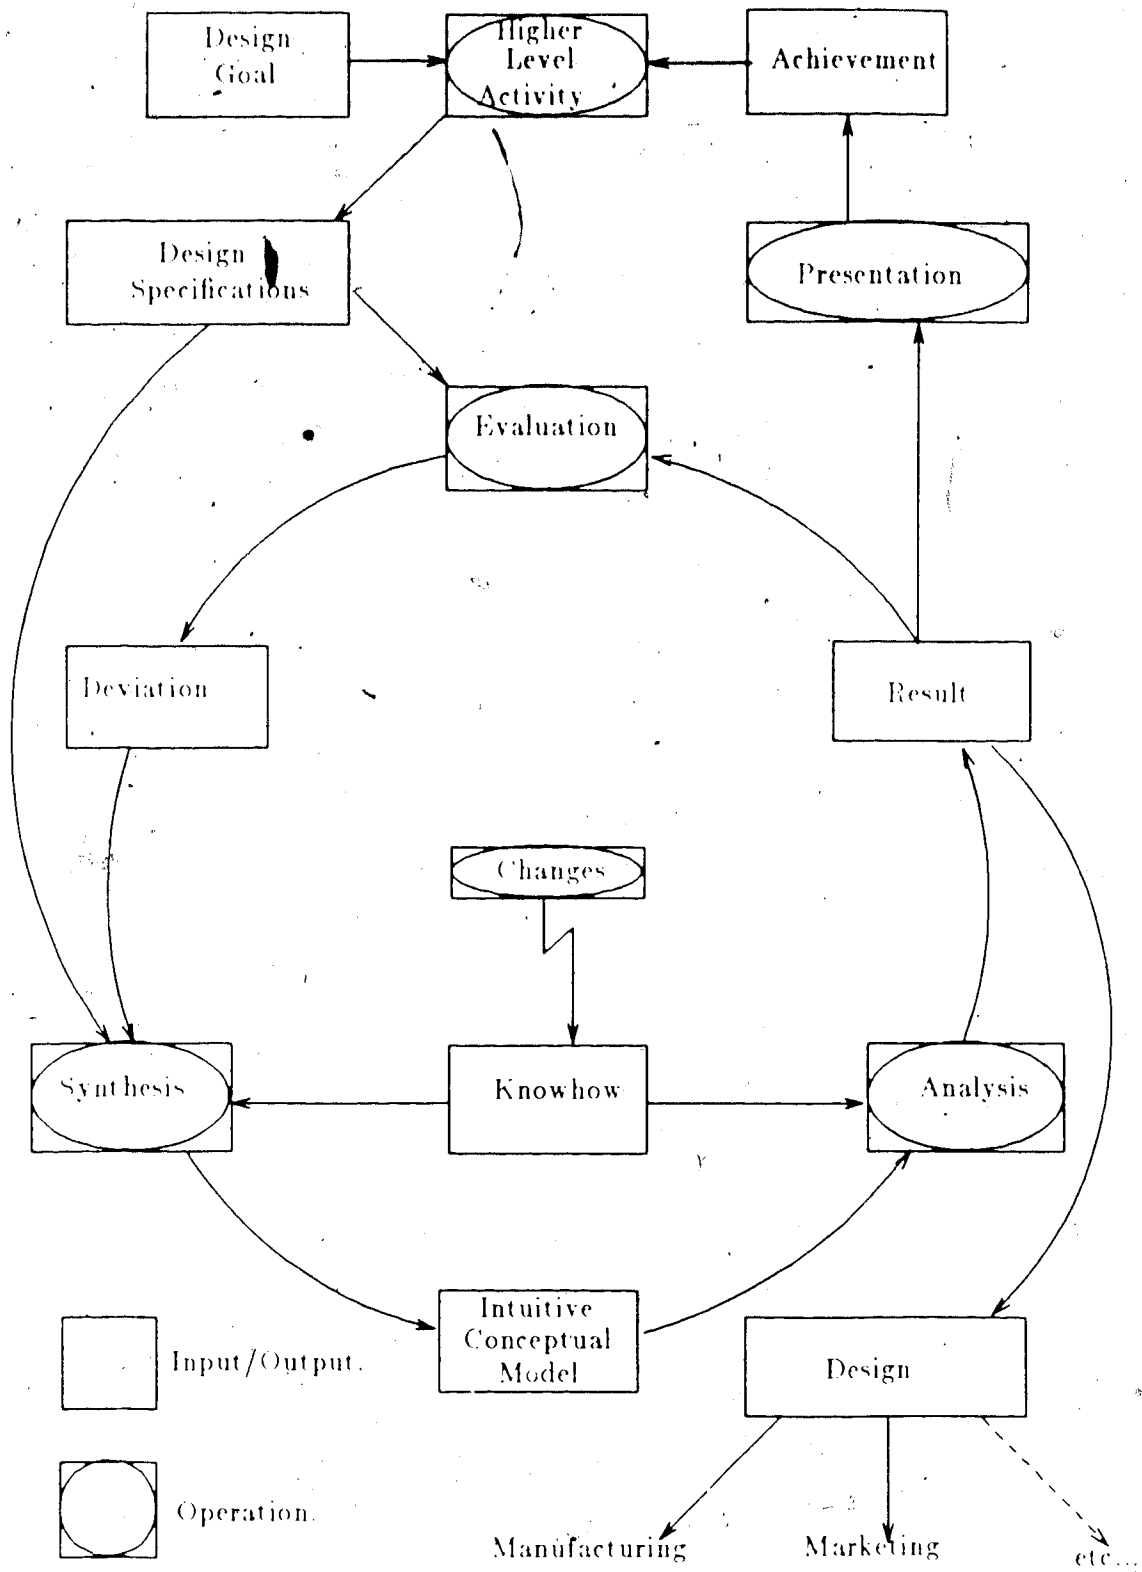 Design
Goal
Higher
Level
Activity
Achievement
Design
Specifications
Presentation
Evaluation
Deviation
Result
Changes
Synthesis
Knowhow
Analysis
Intuitive
Conceptual
Model
Input/Output.
Design
Operation.
Manufacturing
Marketing
etc...